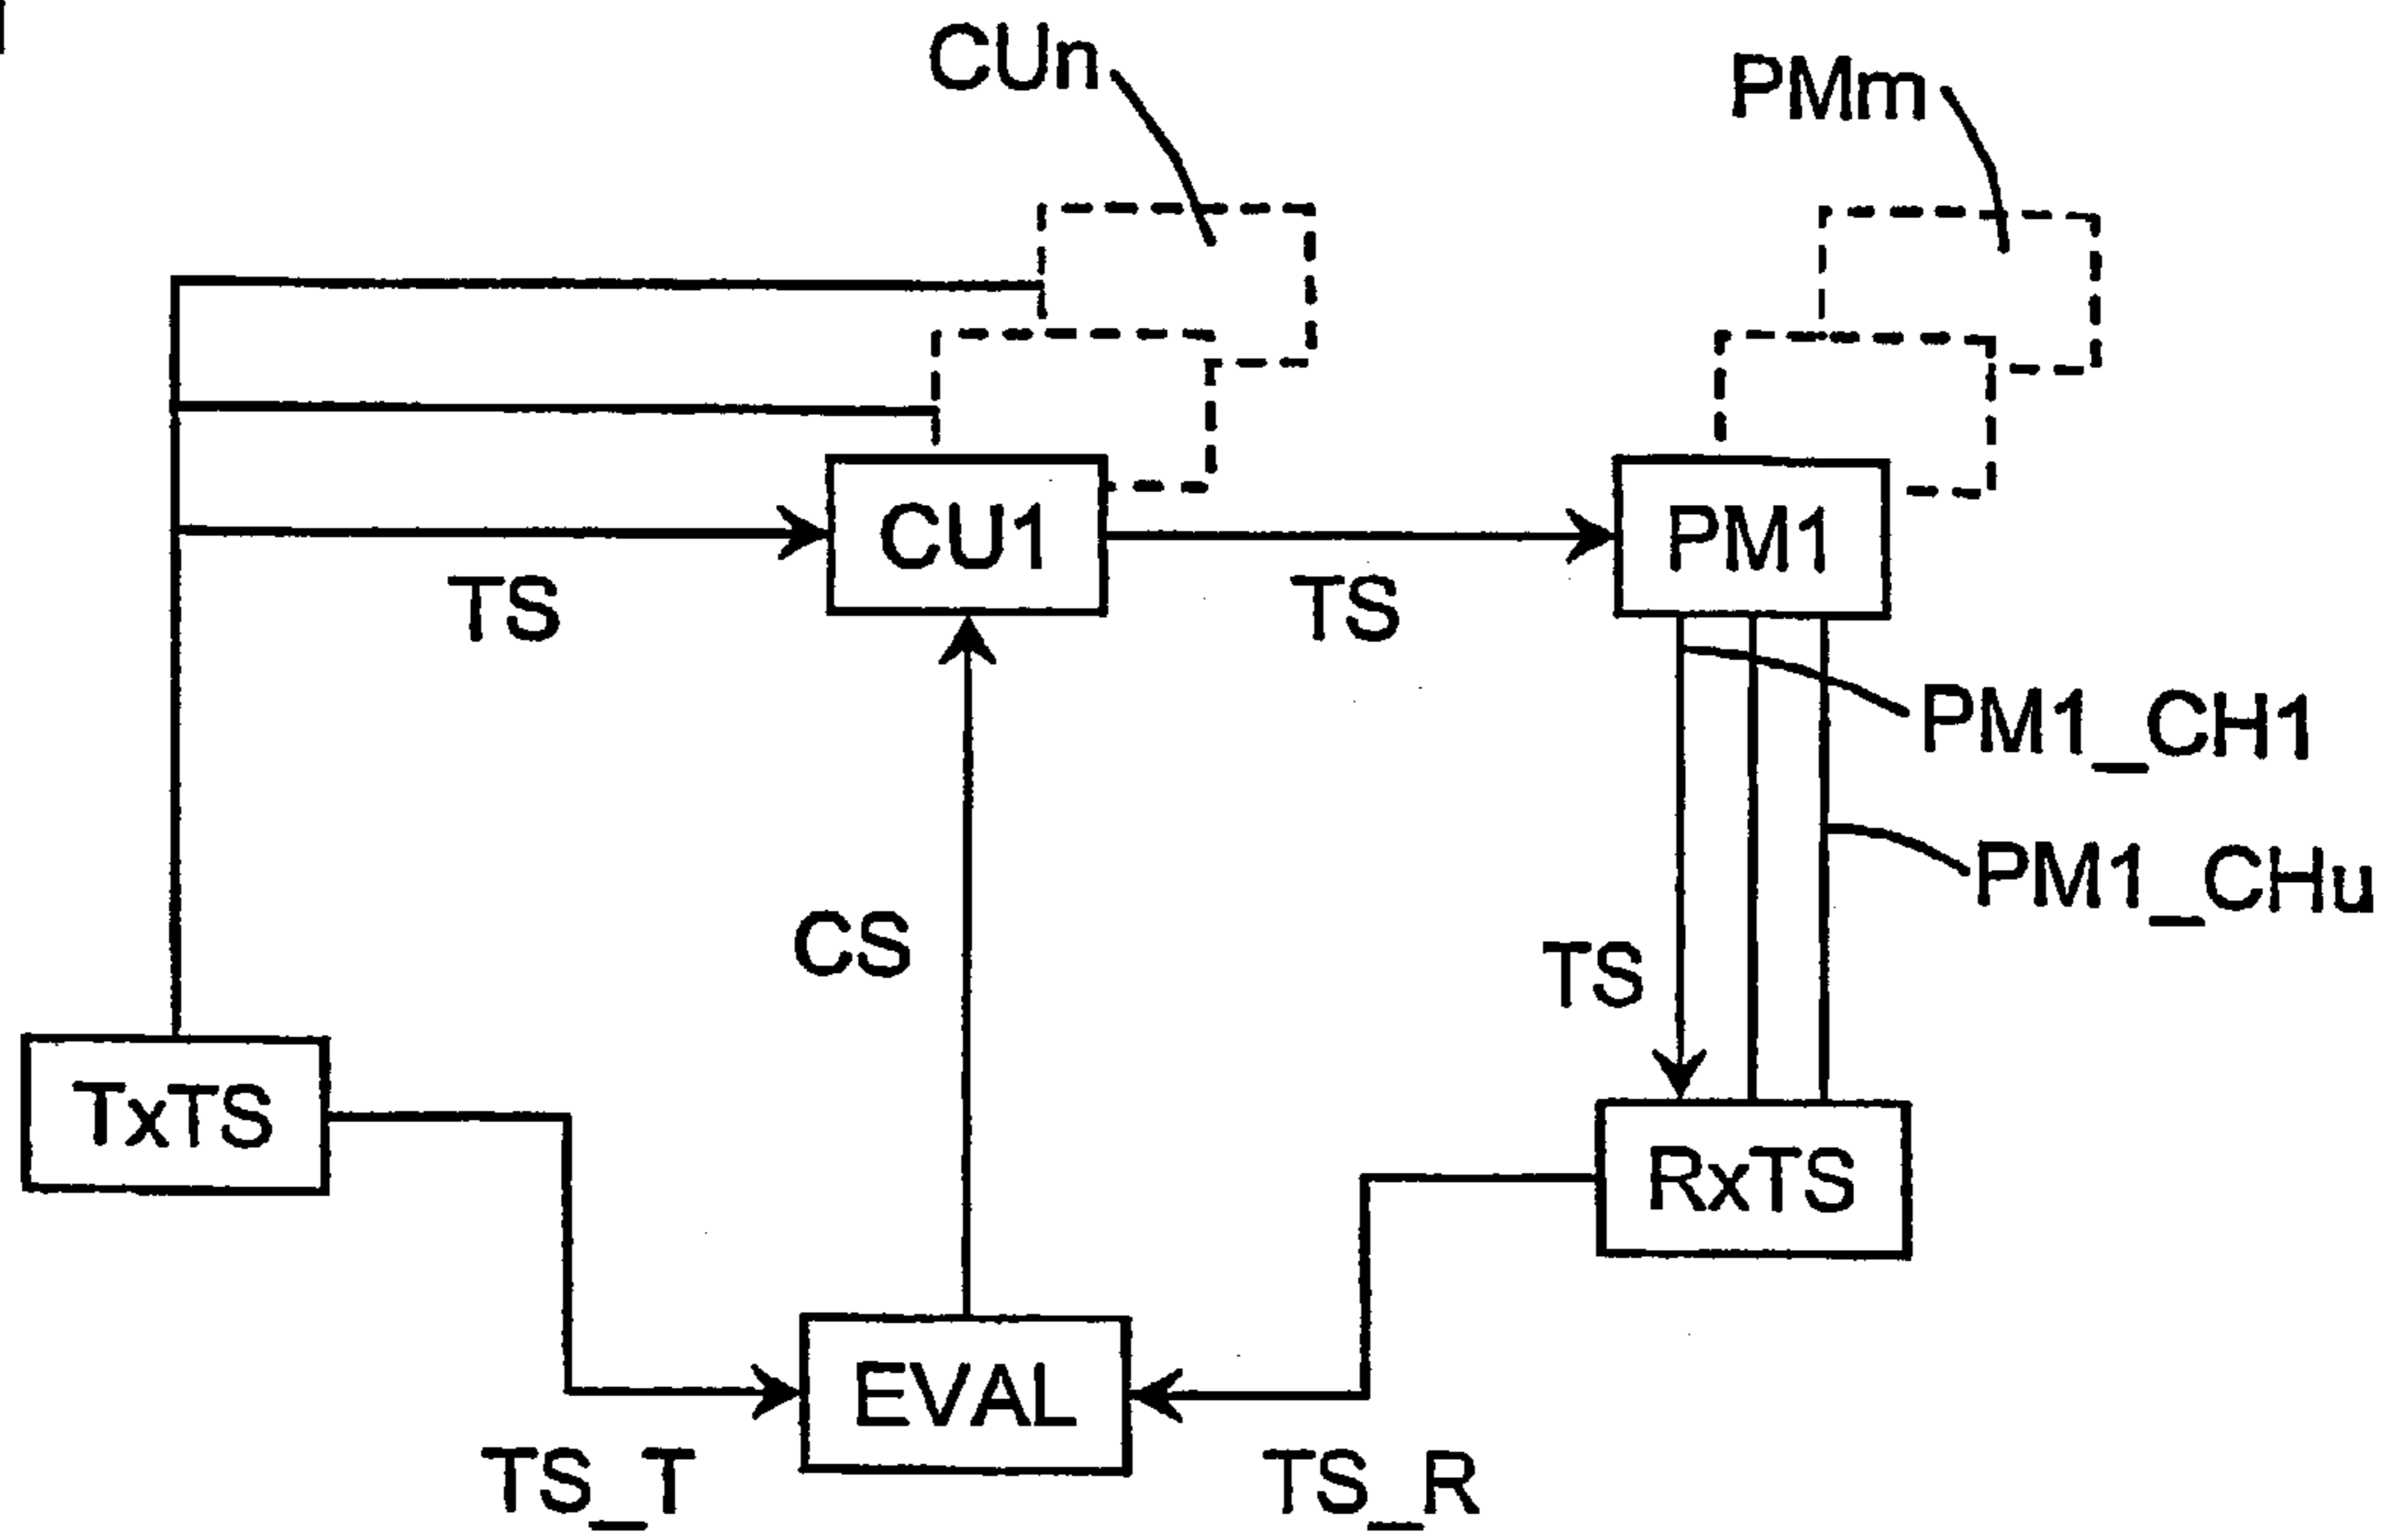 CUn
PMm
CU1
PM1
TS
TS
PM1_CH1
PM1_CHu
CS
TS
TxTS
RxTS
EVAL
TS_T
TS_R